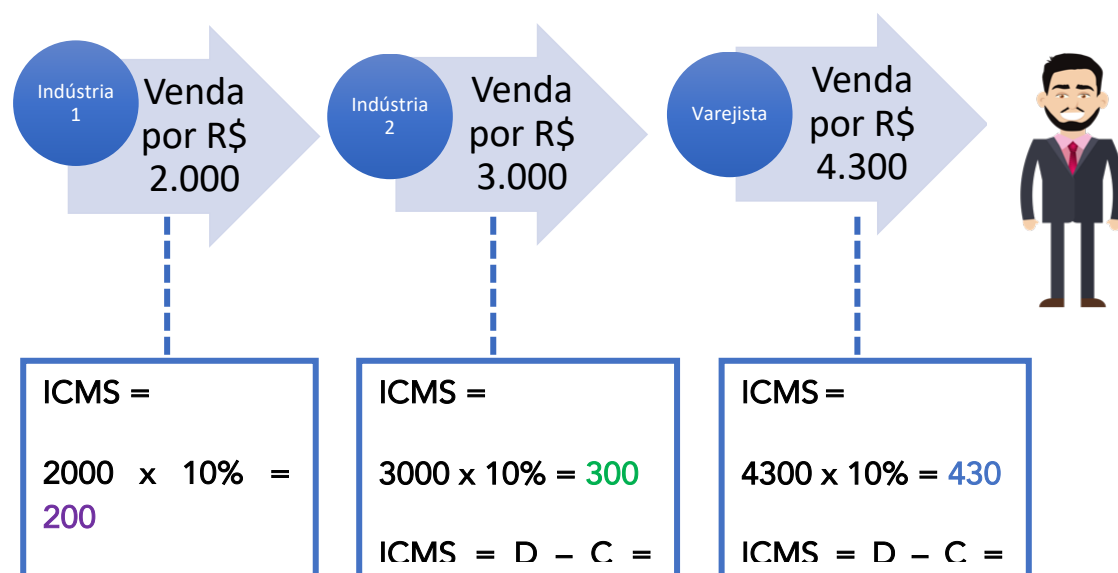 Indústria
1
Venda
por R$
2.000
Indústria
2
Venda
por R$
3.000
Varejista
Venda
por R$
4.300
ICMS =
2000 x 10% =
200
ICMS =
3000 x 10% = 300
ICMS = D – C =
ICMS =
4300 x 10% = 430
ICMS = D – C =